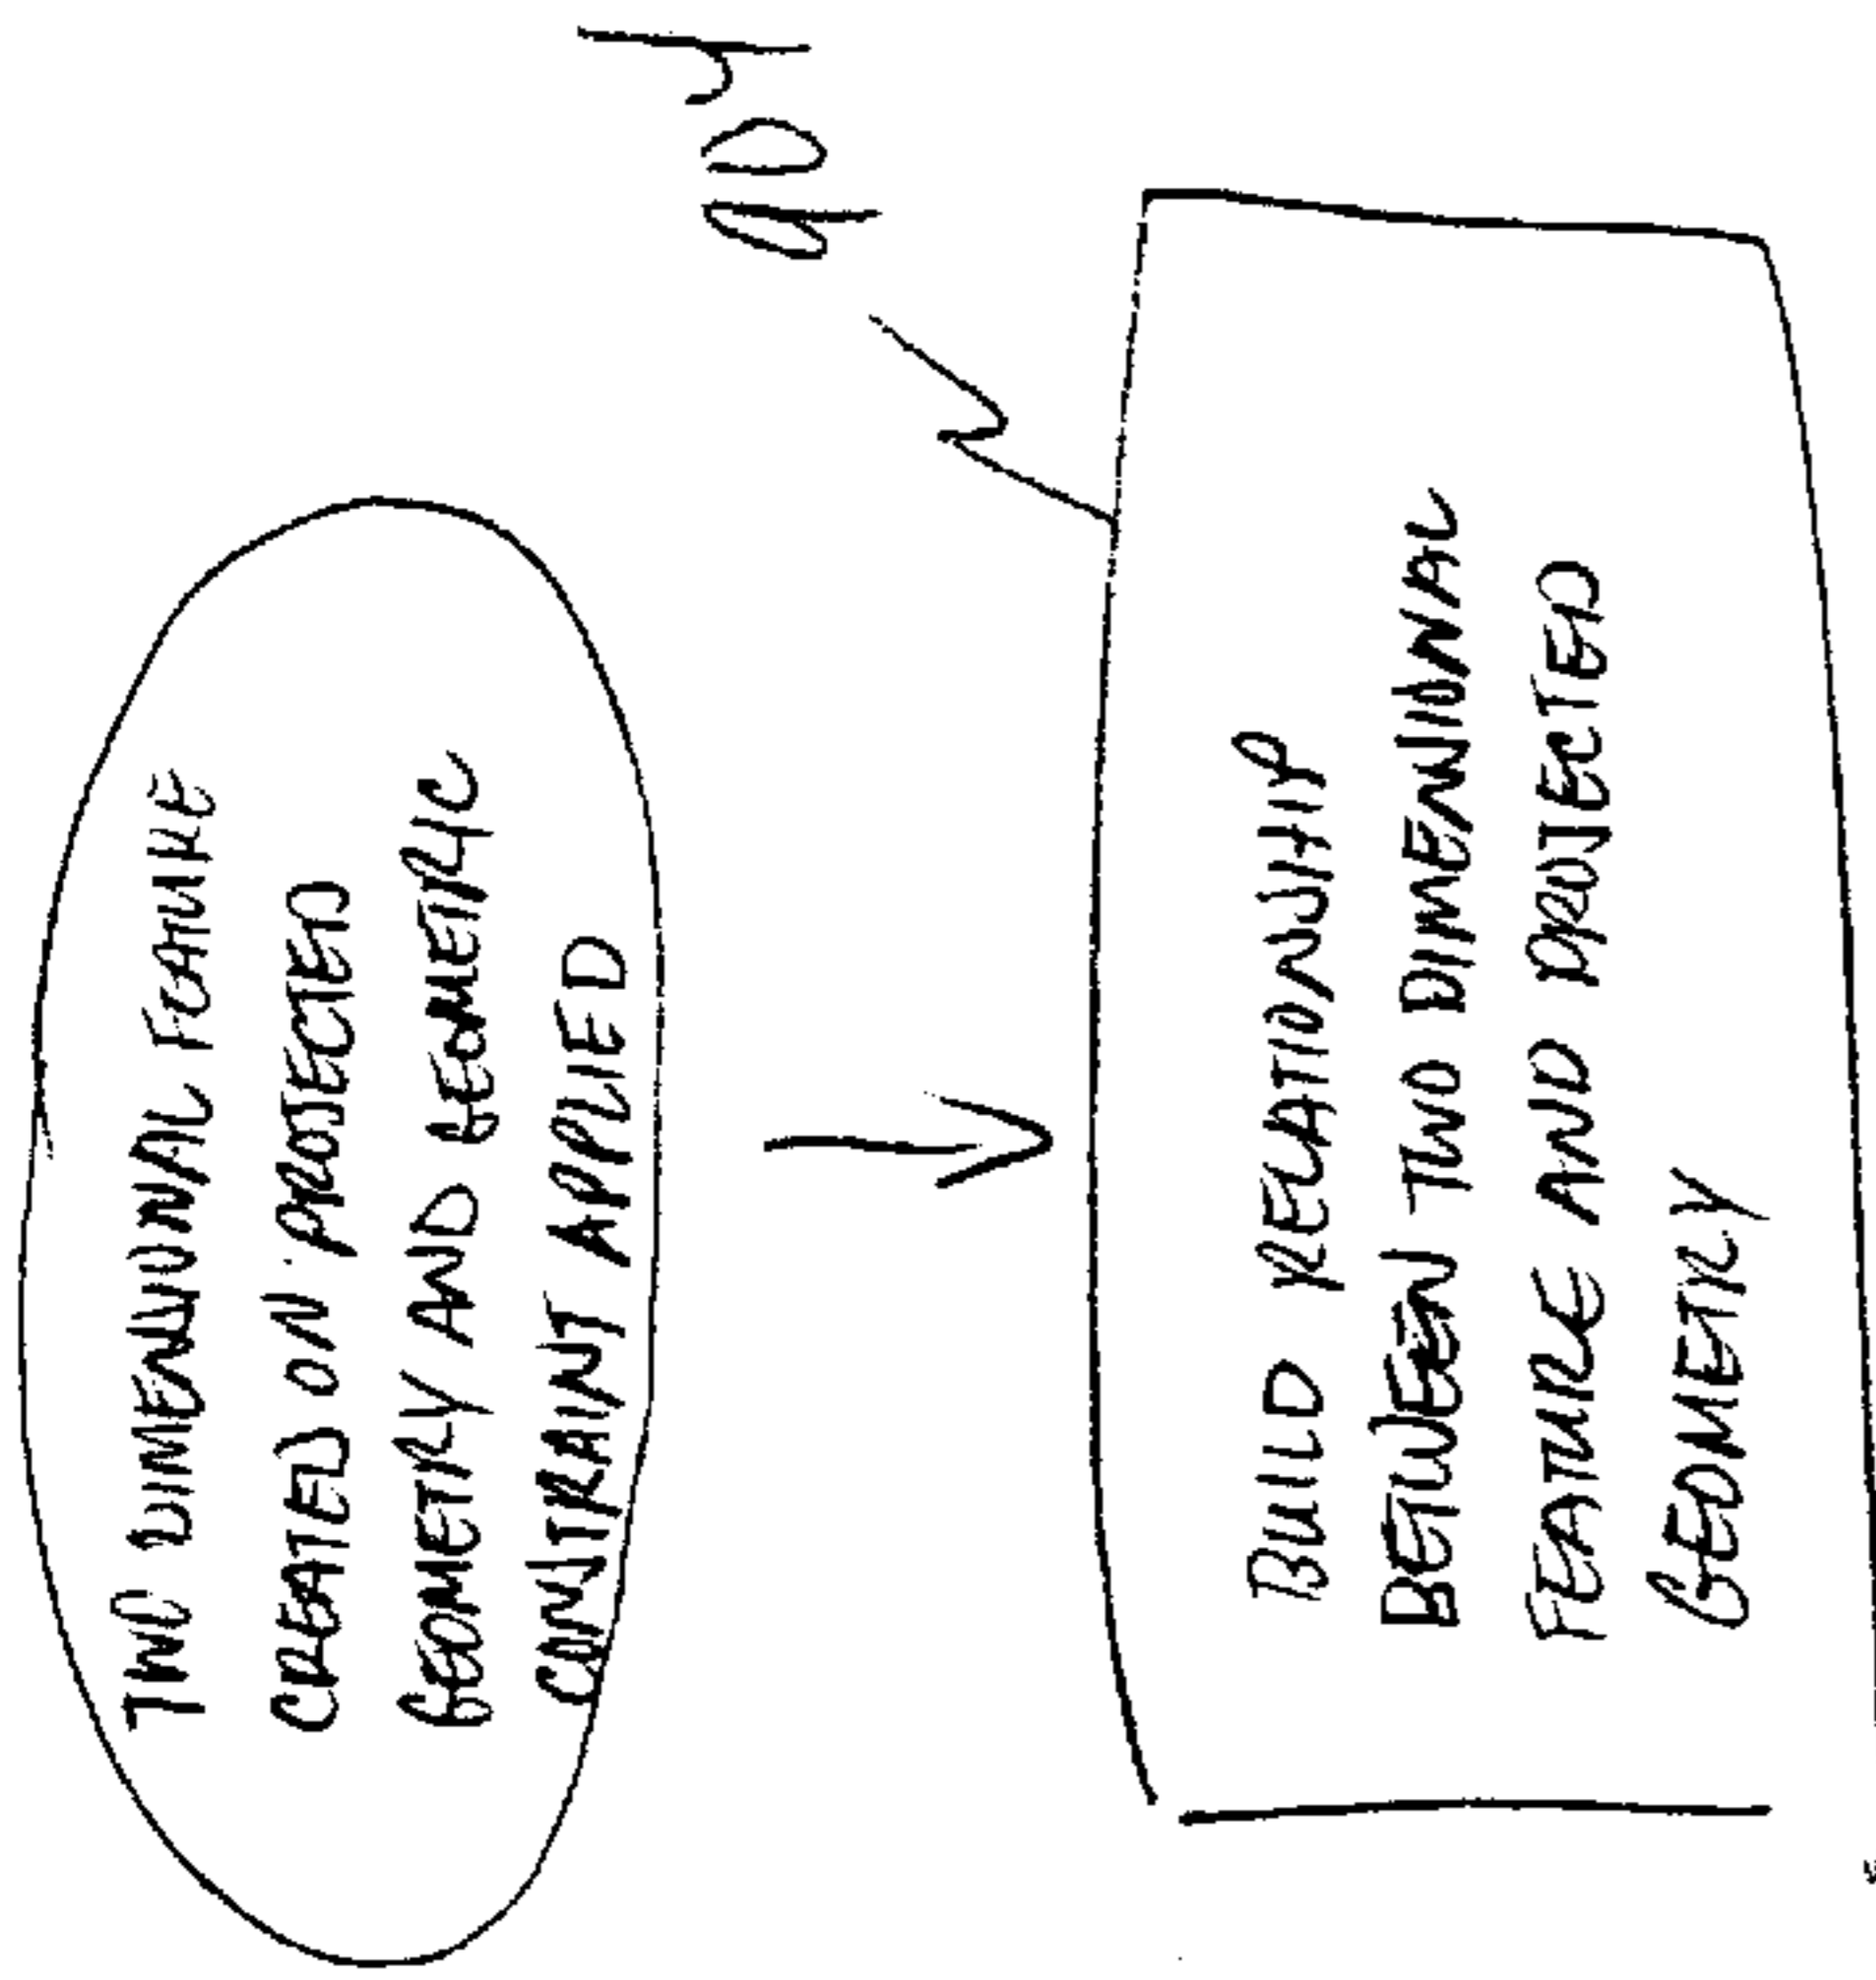 TWO DIMENSIONAL FEATURE
CREATED ON PROJECTED
GEOMETRY AND GEOMETRIC
CONSTRAINT APPLIED
BUILD RELATIONSHIP
BETWEEN TWO DIMENSIONAL
FEATURE AND PROJECTED
GEOMETRY